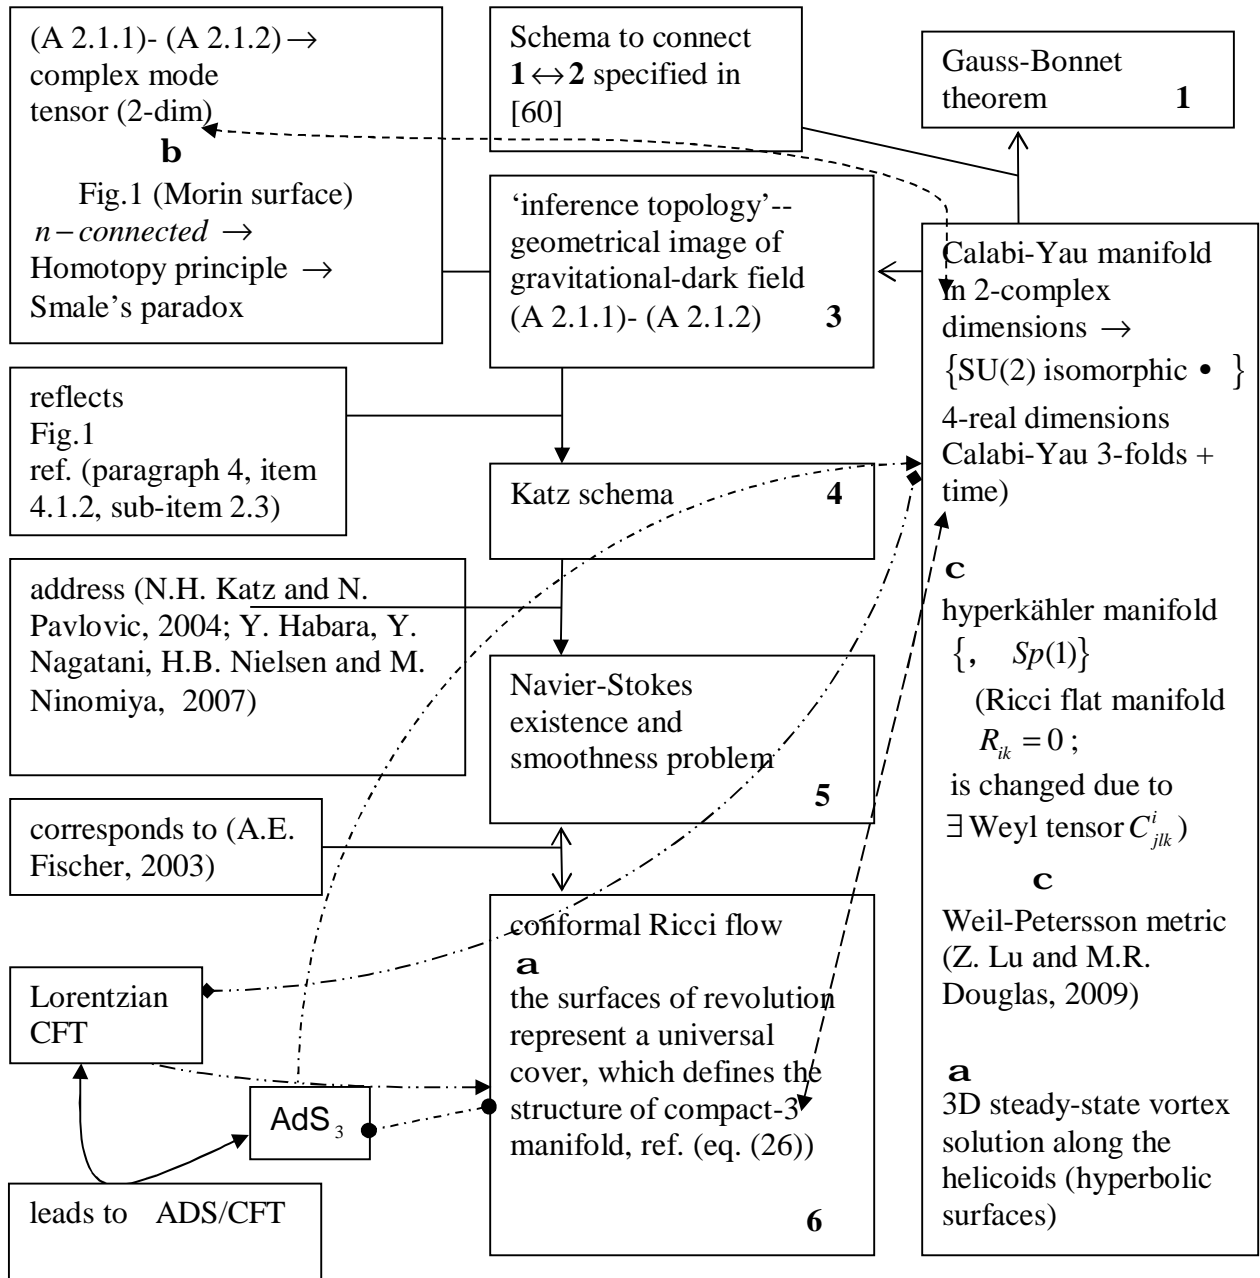 (A 2.1.1)- (A 2.1.2) →
complex mode
tensor (2-dim)
b
Fig.1 (Morin surface)
n − connected →
Homotopy principle →
Smale’s paradox
Schema to connect
1 ↔ 2 specified in
[60]
Gauss-Bonnet
theorem 1
‘inference topology’--
geometrical image of
gravitational-dark field
(A 2.1.1)- (A 2.1.2) 3
Calabi-Yau manifold
in 2-complex
dimensions →
{SU(2) isomorphic • }
4-real dimensions
Calabi-Yau 3-folds +
time)
c
hyperkähler manifold
{, Sp(1)}
(Ricci flat manifold
R_{ik} = 0 ;
is changed due to
∃ Weyl tensor C^{i}_{jlk} )
c
Weil-Petersson metric
(Z. Lu and M.R.
Douglas, 2009)
a
3D steady-state vortex
solution along the
helicoids (hyperbolic
surfaces)
reflects
Fig.1
ref. (paragraph 4, item
4.1.2, sub-item 2.3)
Katz schema 4
address (N.H. Katz and N.
Pavlovic, 2004; Y. Habara, Y.
Nagatani, H.B. Nielsen and M.
Ninomiya, 2007)
Navier-Stokes
existence and
smoothness problem
5
corresponds to (A.E.
Fischer, 2003)
conformal Ricci flow
a
the surfaces of revolution
represent a universal
cover, which defines the
structure of compact-3
manifold, ref. (eq. (26))
6
Lorentzian
CFT
AdS₃
leads to ADS/CFT